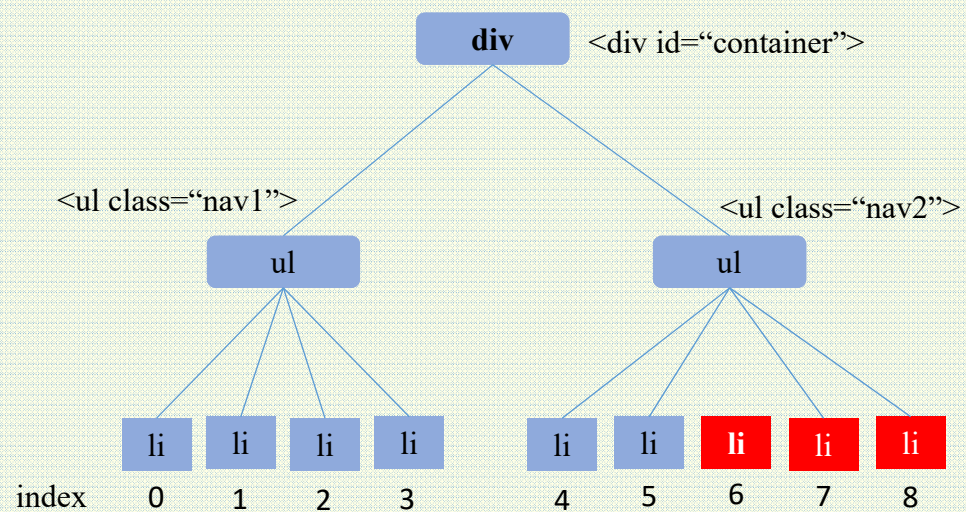 div <div id=“container”>
<ul class=“nav1”>
<ul class=“nav2”>
ul ul
li li li li li li li li li
index 0 1 2 3 4 5 6 7 8